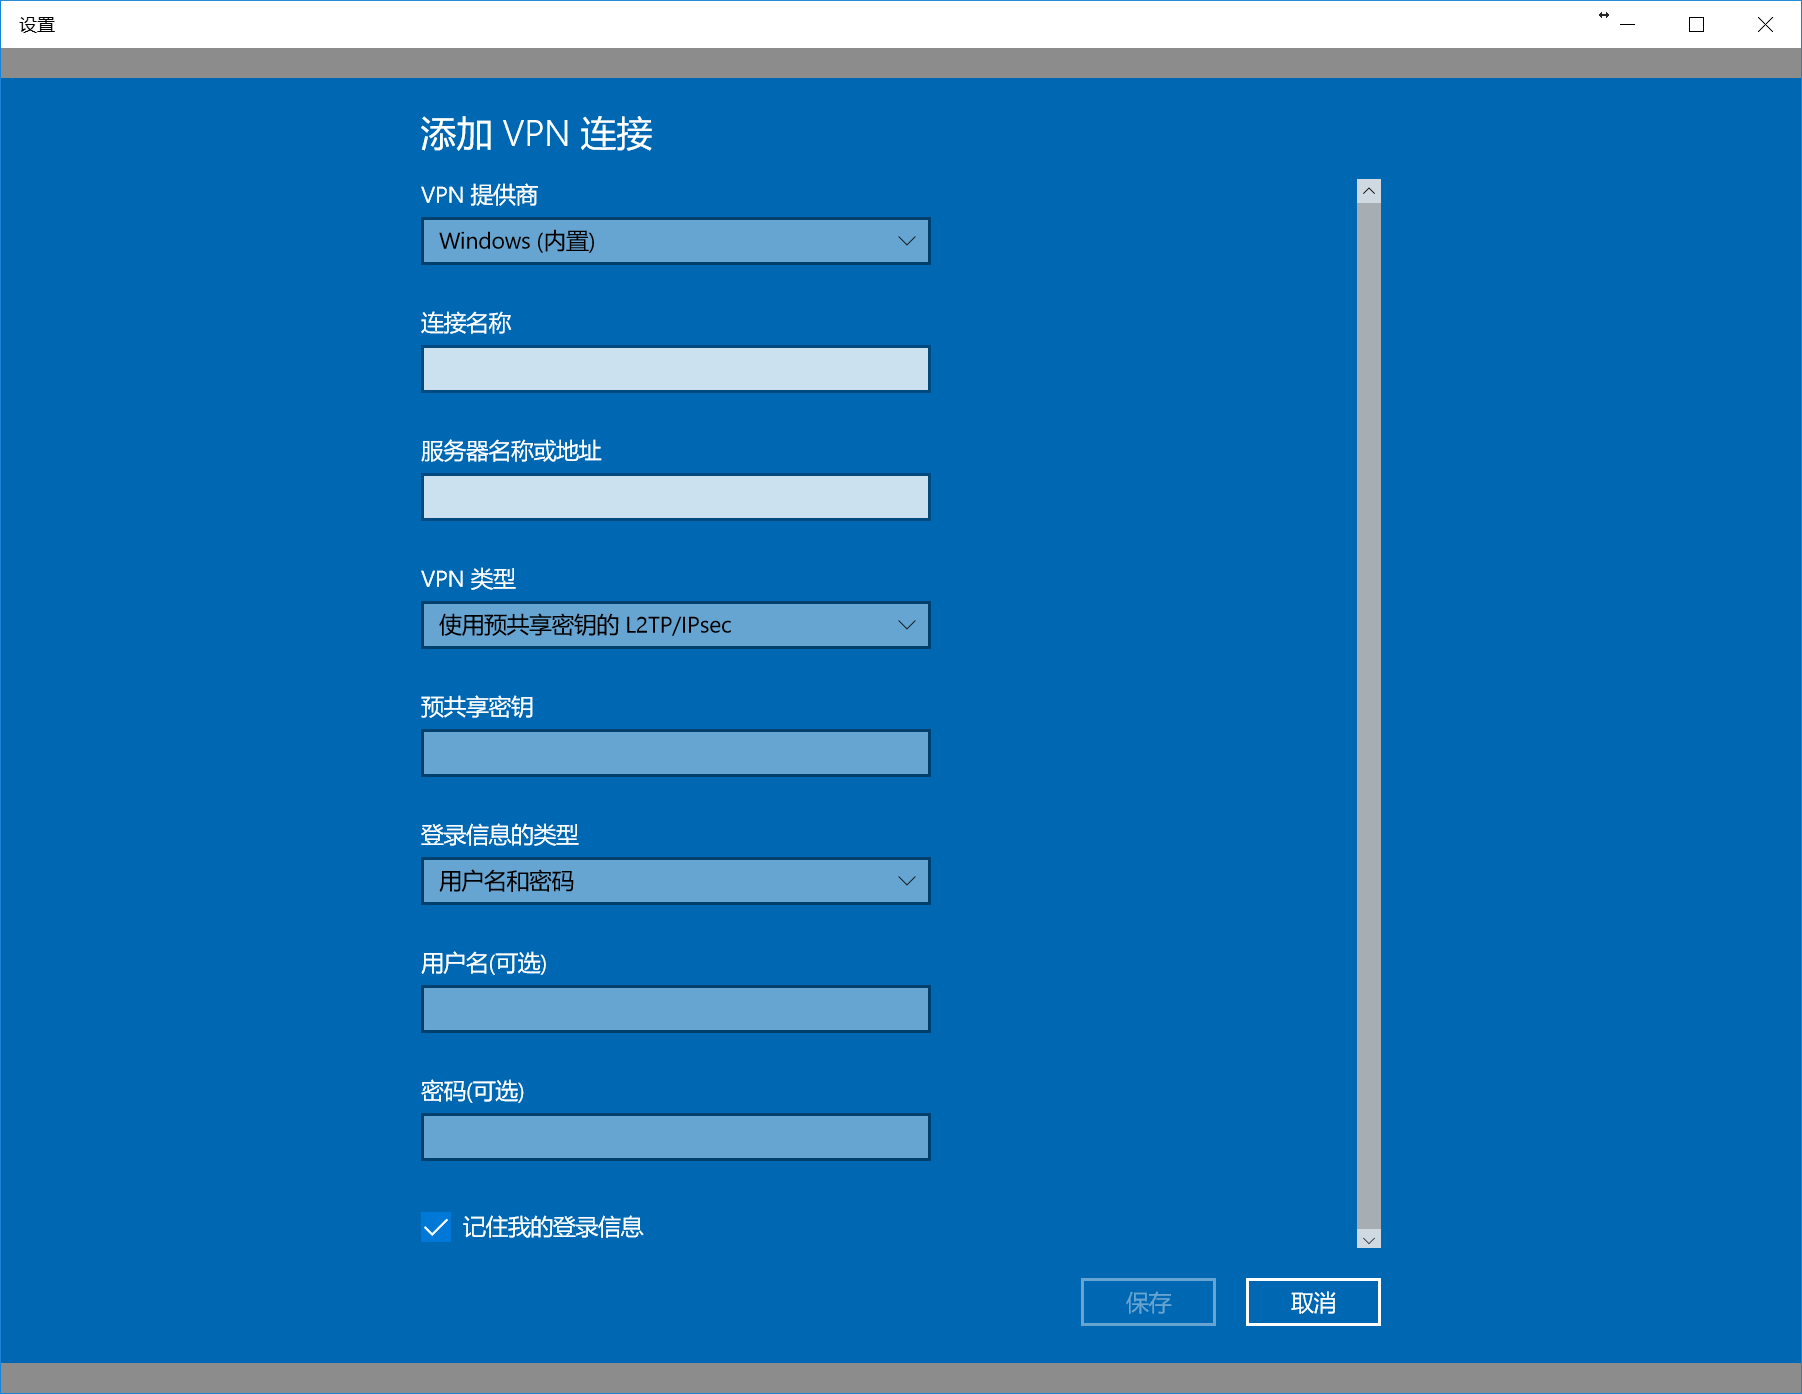 设置
添加 VPN 连接
VPN 提供商
Windows (内置)
连接名称
服务器名称或地址
VPN 类型
使用预共享密钥的 L2TP/IPsec
预共享密钥
登录信息的类型
用户名和密码
用户名(可选)
密码(可选)
记住我的登录信息
保存
取消